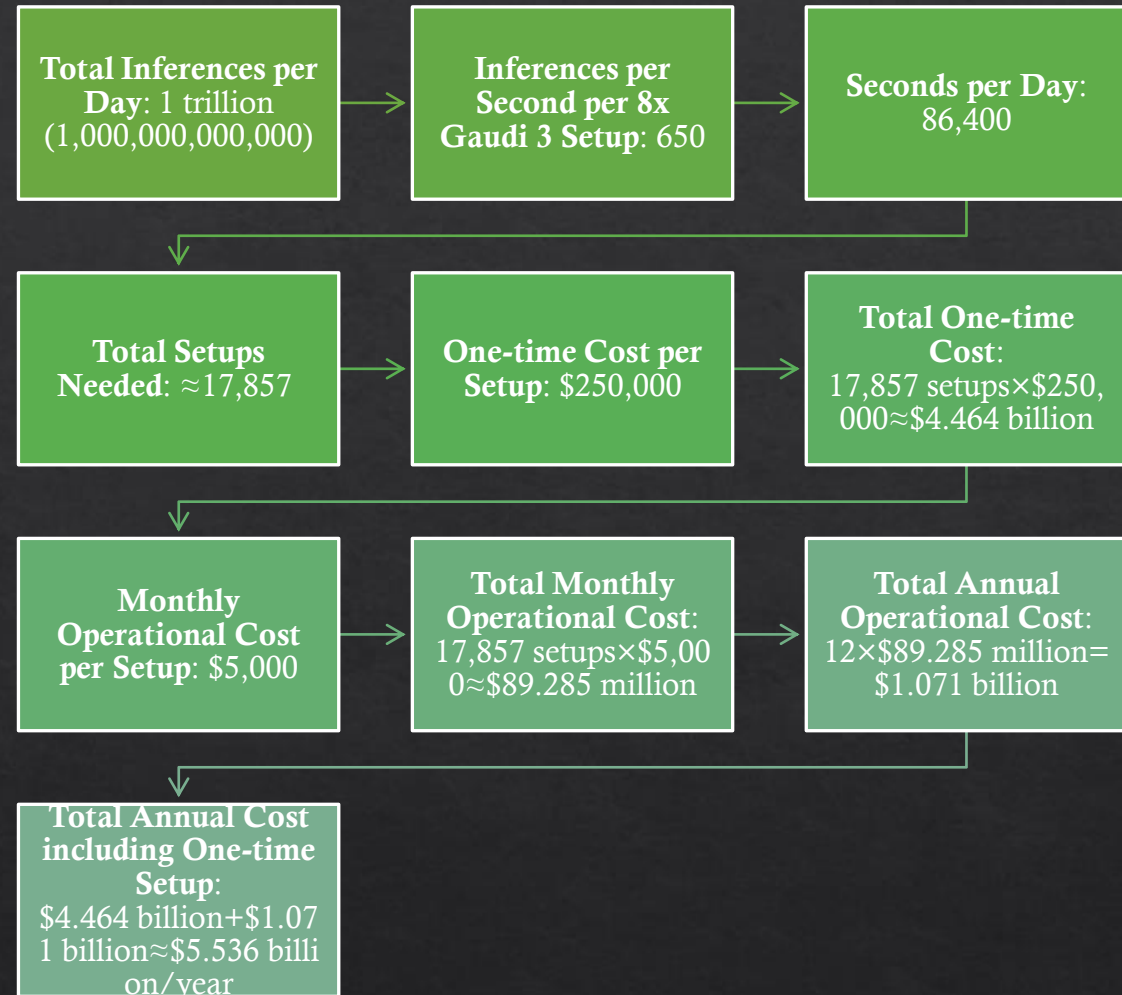 Total Inferences per
Day: 1 trillion
(1,000,000,000,000)
Inferences per
Second per 8x
Gaudi 3 Setup: 650
Seconds per Day:
86,400
Total Setups
Needed: ≈17,857
One-time Cost per
Setup: $250,000
Total One-time
Cost:
17,857 setups×$250,
000≈$4.464 billion
Monthly
Operational Cost
per Setup: $5,000
Total Monthly
Operational Cost:
17,857 setups×$5,00
0≈$89.285 million
Total Annual
Operational Cost:
12×$89.285 million=
$1.071 billion
Total Annual Cost
including One-time
Setup:
$4.464 billion+$1.07
1 billion≈$5.536 billi
on/year